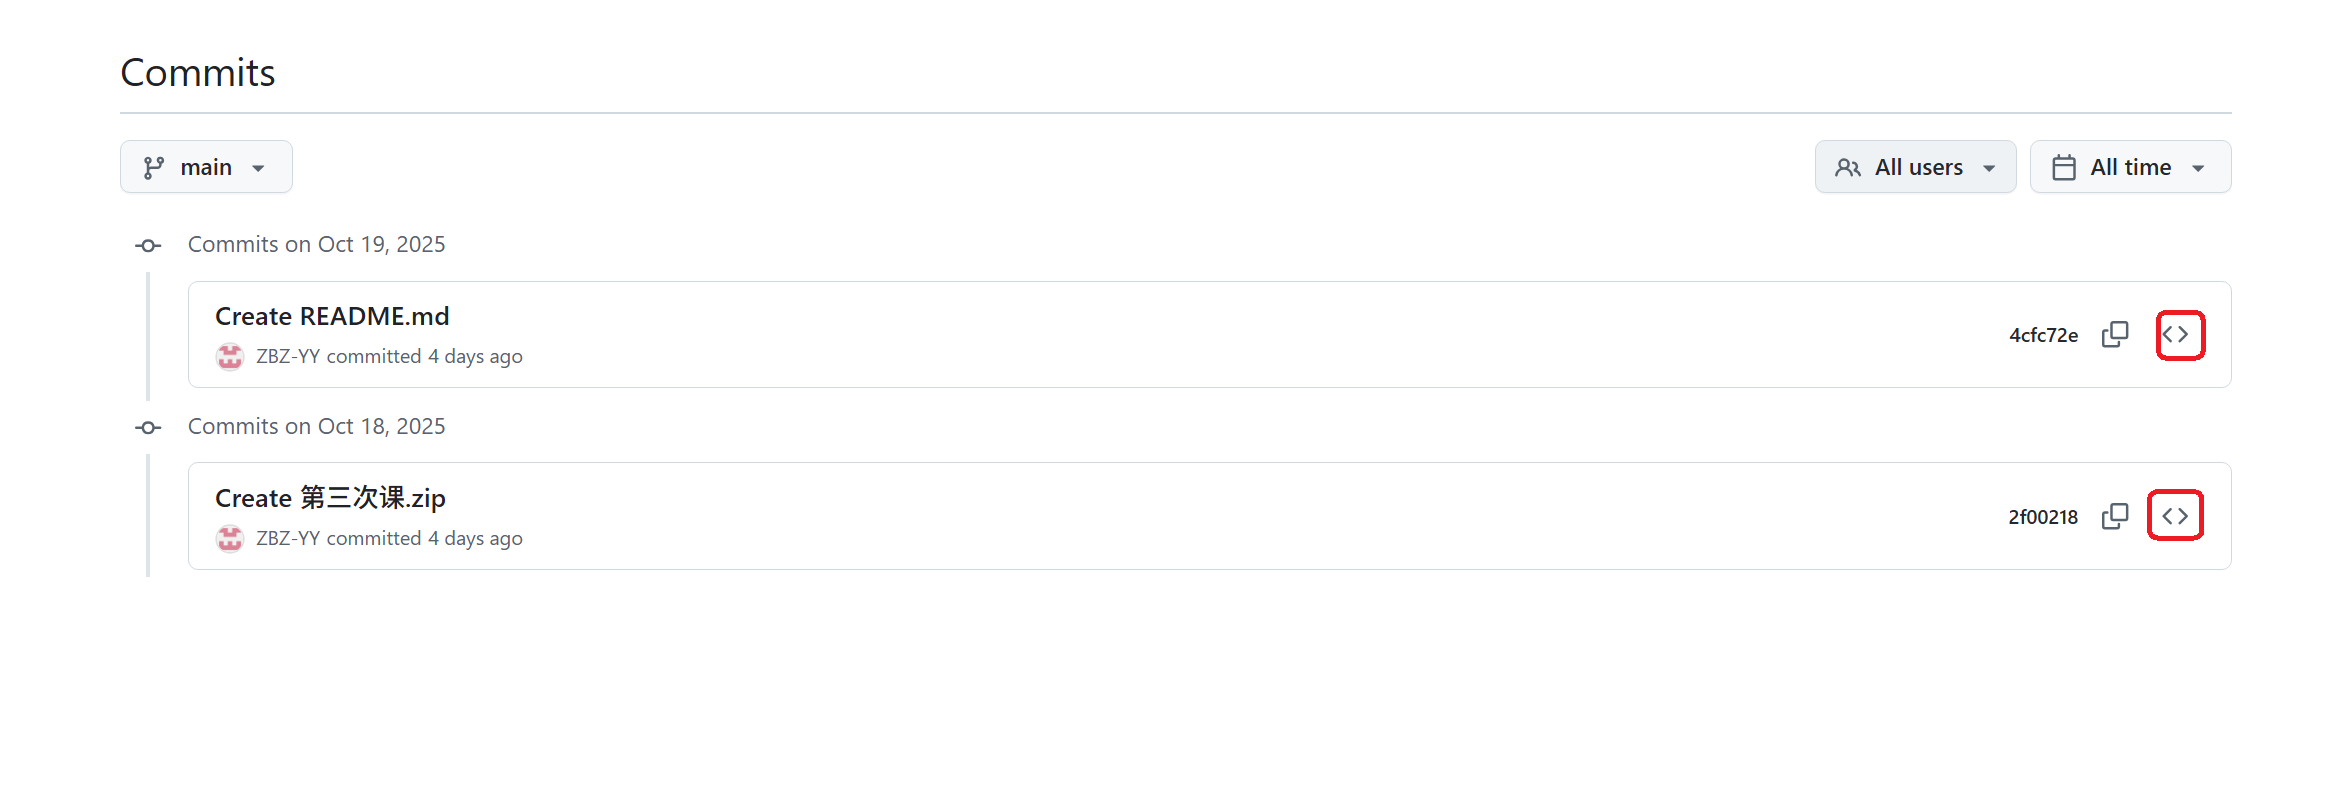 Commits
main
All users
All time
Commits on Oct 19, 2025
Create README.md
ZBZ-YY committed 4 days ago
4cfc72e
Commits on Oct 18, 2025
Create 第三次课.zip
ZBZ-YY committed 4 days ago
2f00218